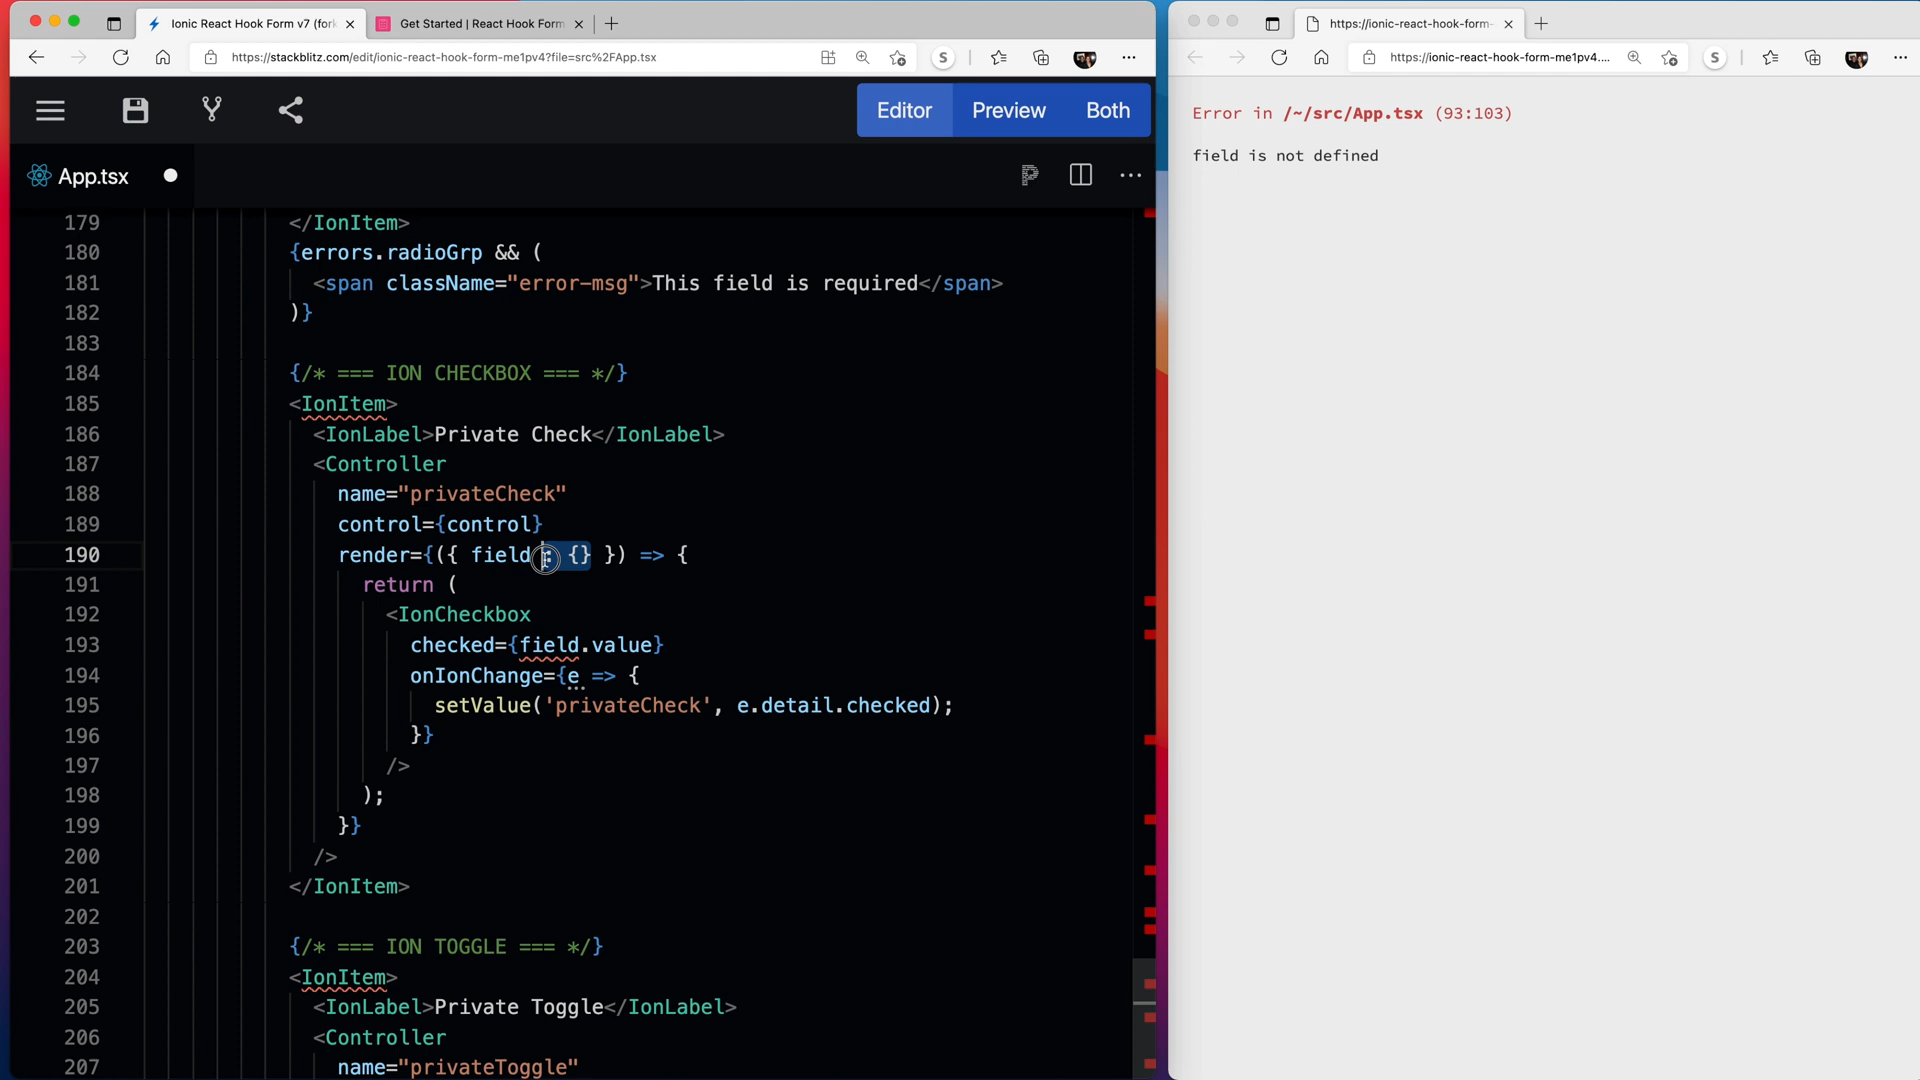 Ionic React Hook Form v7 (fork
Get Started | React Hook Form
https://stackblitz.com/edit/ionic-react-hook-form-me1pv4?file=src%2FApp.tsx
S
Editor
Preview
Both
App.tsx
179 </IonItem>
180 {errors.radioGrp && (
181 <span className="error-msg">This field is required</span>
182 )}
183
184 {/* === ION CHECKBOX === */}
185 <IonItem>
186 <IonLabel>Private Check</IonLabel>
187 <Controller
188 name="privateCheck"
189 control={control}
190 render={({ field : {} }) => {
191 return (
192 <IonCheckbox
193 checked={field.value}
194 onIonChange={e => {
195 setValue('privateCheck', e.detail.checked);
196 }}
197 />
198 );
199 }}
200 />
201 </IonItem>
202
203 {/* === ION TOGGLE === */}
204 <IonItem>
205 <IonLabel>Private Toggle</IonLabel>
206 <Controller
207 name="privateToggle"
https://ionic-react-hook-form-
https://ionic-react-hook-form-me1pv4....
S
Error in /~/src/App.tsx (93:103)
field is not defined